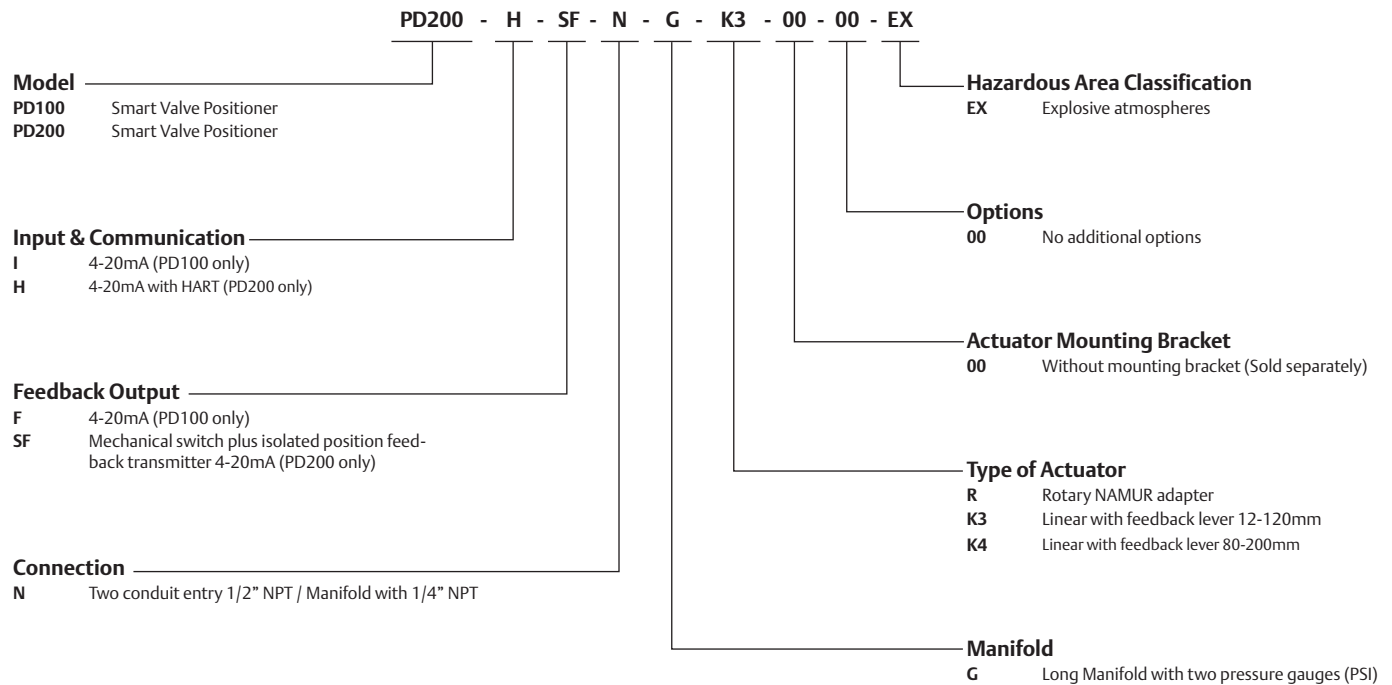 PD200 - H - SF - N - G - K3 - 00 - 00 - EX
Model
PD100 Smart Valve Positioner
PD200 Smart Valve Positioner
Input & Communication
I 4-20mA (PD100 only)
H 4-20mA with HART (PD200 only)
Feedback Output
F 4-20mA (PD100 only)
SF Mechanical switch plus isolated position feed-
back transmitter 4-20mA (PD200 only)
Connection
N Two conduit entry 1/2” NPT / Manifold with 1/4” NPT
Hazardous Area Classification
EX Explosive atmospheres
Options
00 No additional options
Actuator Mounting Bracket
00 Without mounting bracket (Sold separately)
Type of Actuator
R Rotary NAMUR adapter
K3 Linear with feedback lever 12-120mm
K4 Linear with feedback lever 80-200mm
Manifold
G Long Manifold with two pressure gauges (PSI)